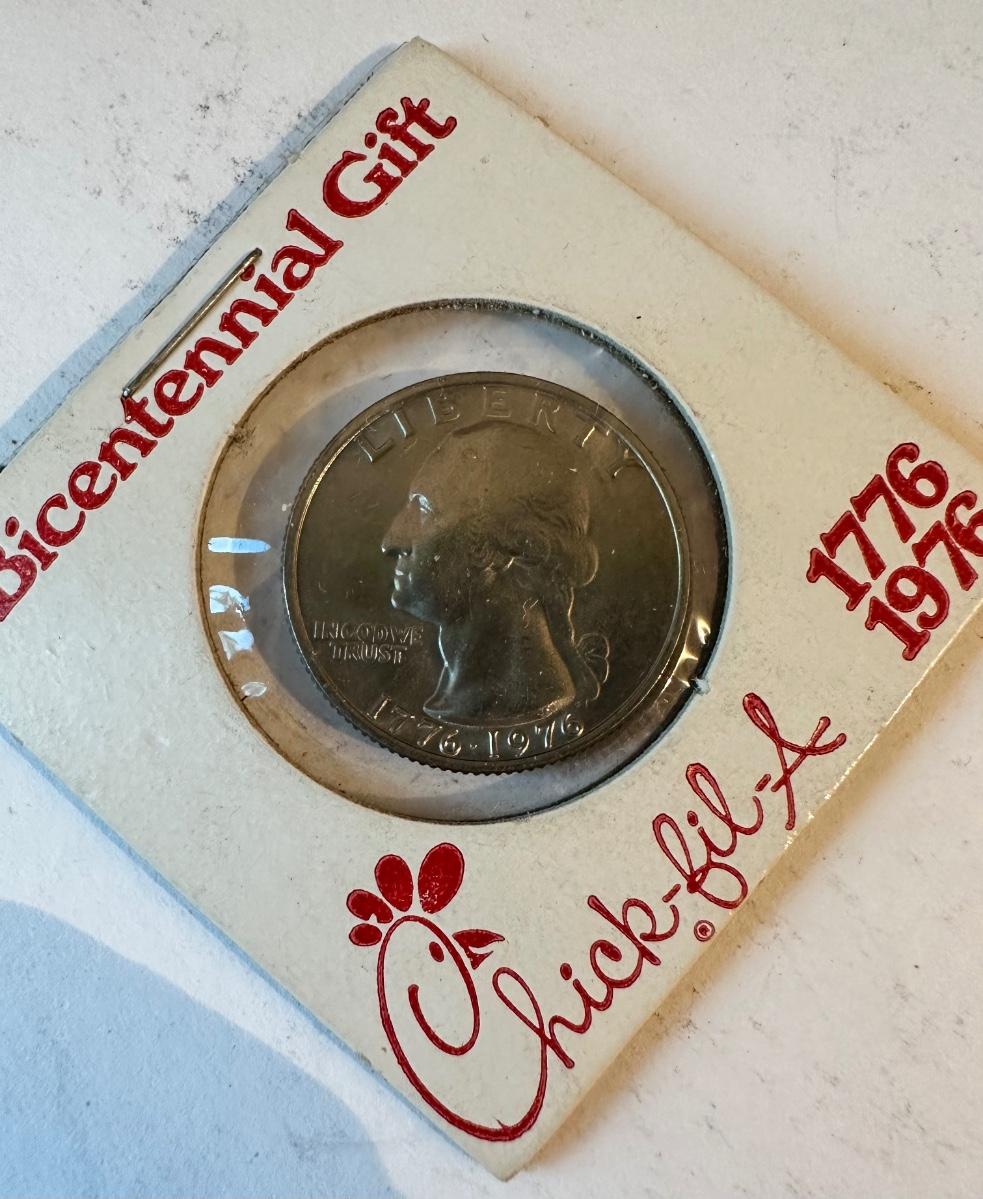 Bicentennial Gift
1776
1976
LIBERTY
IN GOD WE
TRUST
1776·1976
Chick-fil-A®